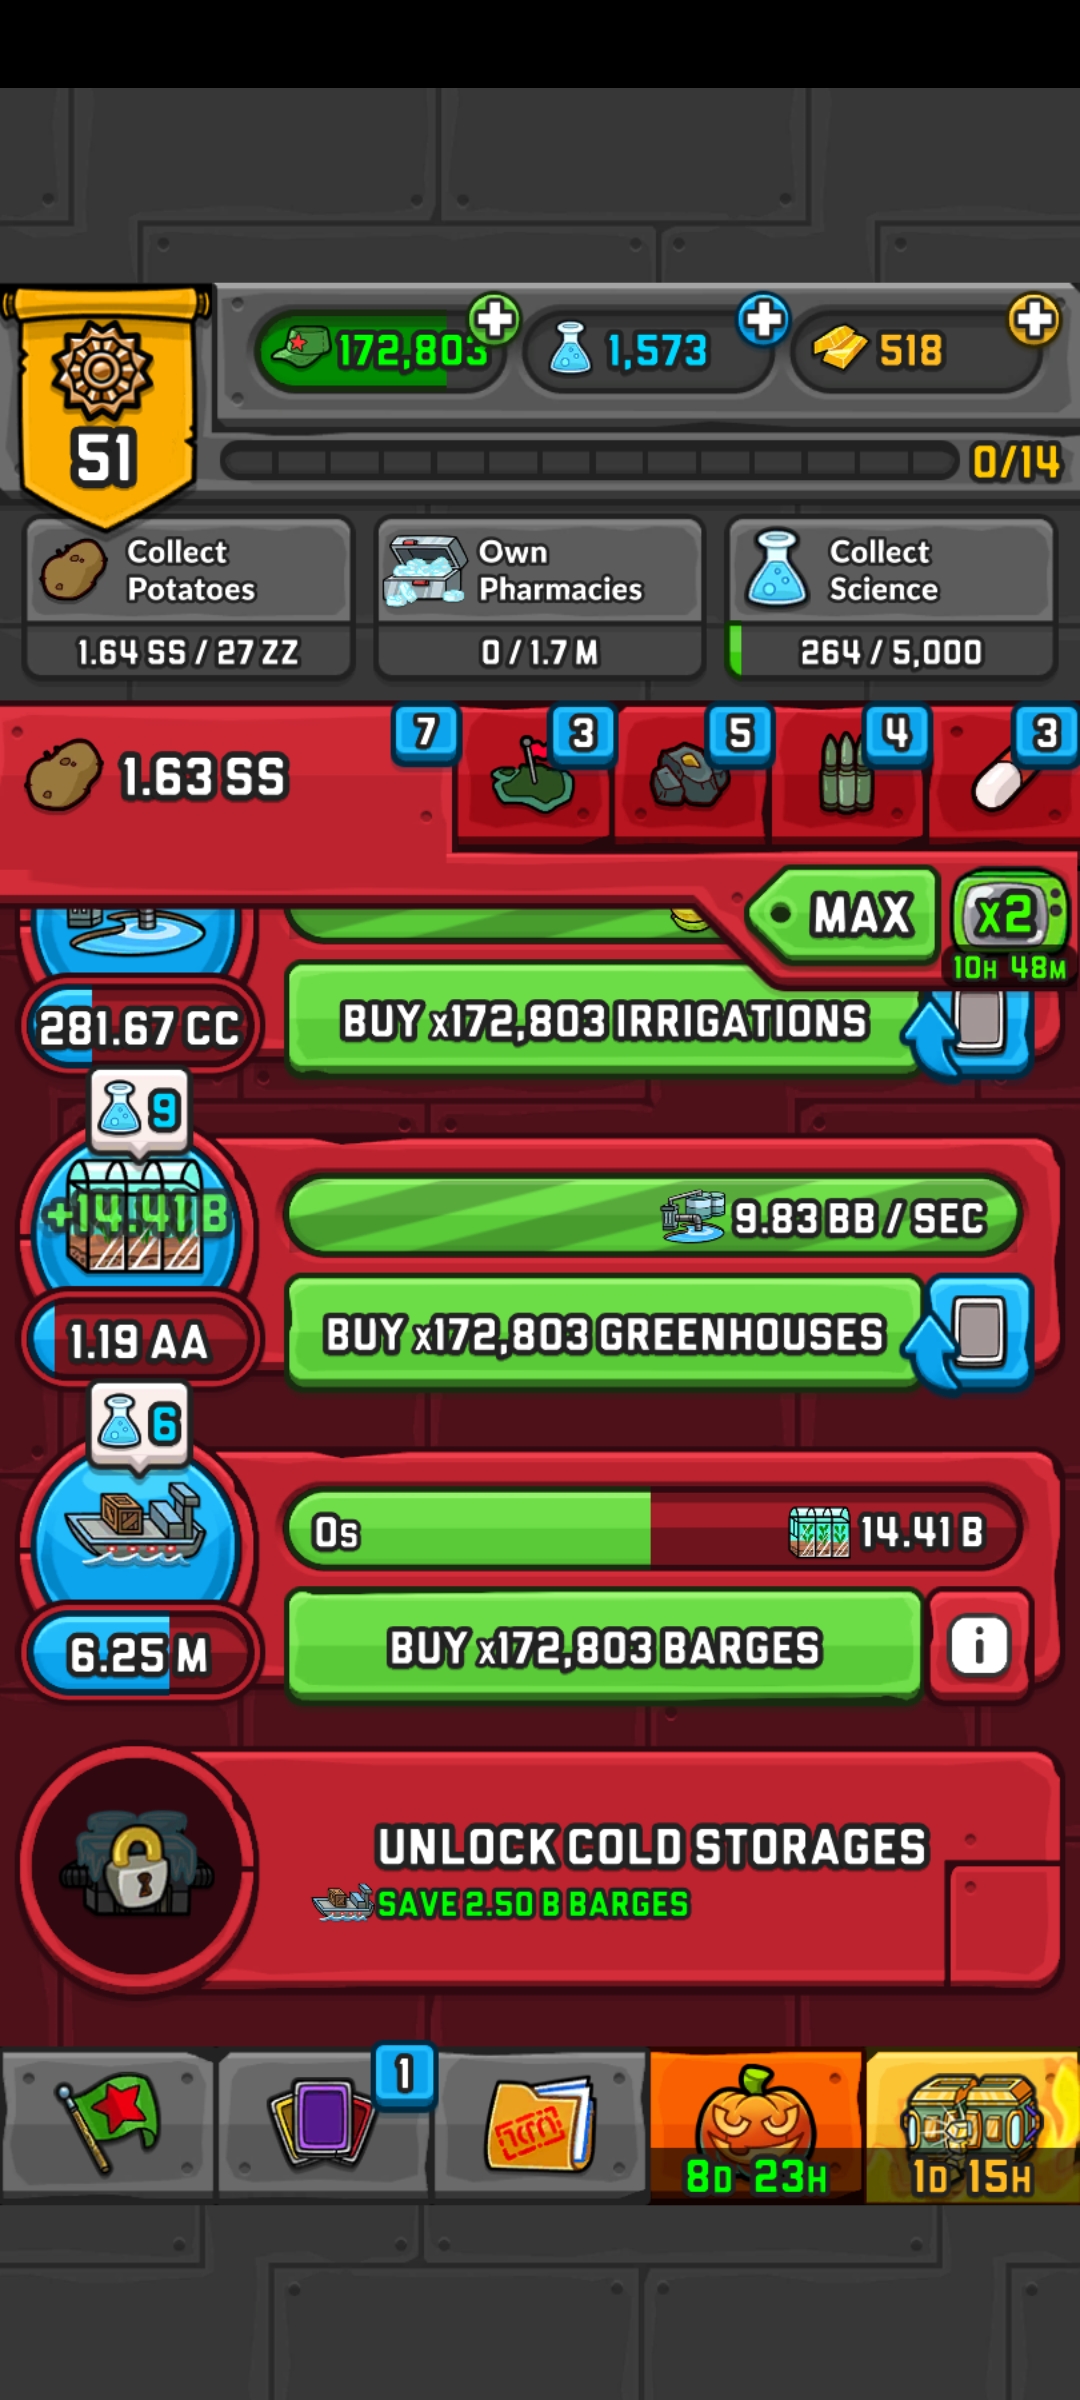 172,803
1,573
518
51
0/14
Collect
Potatoes
1.64 SS / 27 ZZ
Own
Pharmacies
0 / 1.7 M
Collect
Science
264 / 5,000
1.63 SS
7
3
5
4
3
MAX
x2
10H 48M
281.67 CC
BUY x172,803 IRRIGATIONS
9
+14.41 B
9.83 BB / SEC
1.19 AA
BUY x172,803 GREENHOUSES
6
0s
14.41 B
6.25 M
BUY x172,803 BARGES
i
UNLOCK COLD STORAGES
SAVE 2.50 B BARGES
1
8D 23H
1D 15H